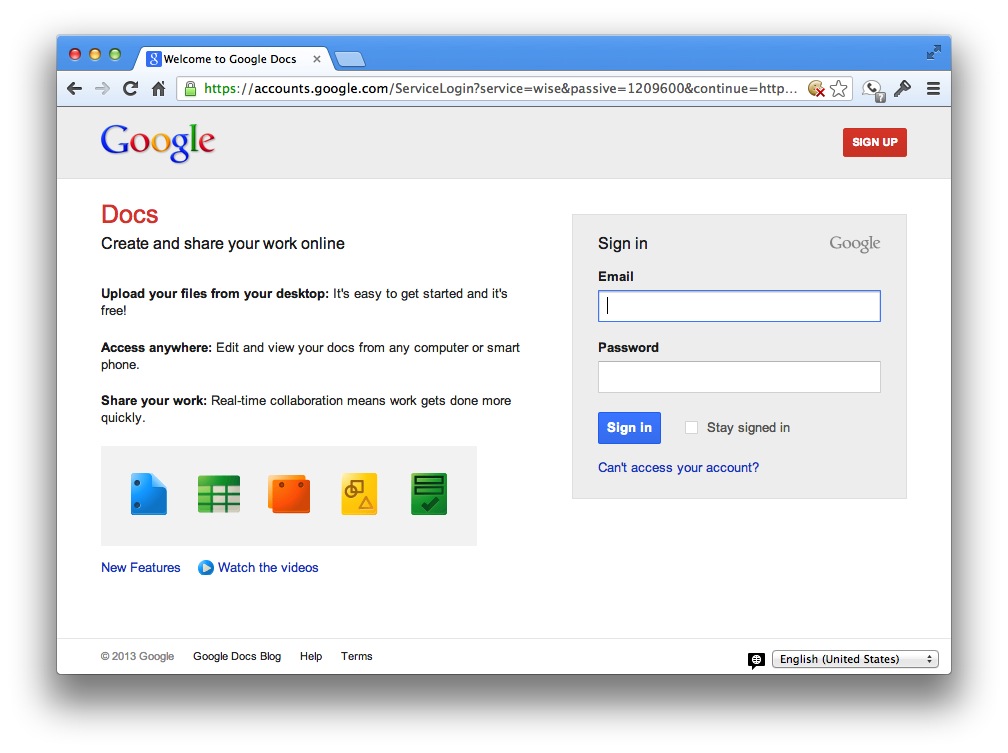 Welcome to Google Docs
https://accounts.google.com/ServiceLogin?service=wise&passive=1209600&continue=http...
Google
SIGN UP
Docs
Create and share your work online
Upload your files from your desktop: It's easy to get started and it's
free!
Access anywhere: Edit and view your docs from any computer or smart
phone.
Share your work: Real-time collaboration means work gets done more
quickly.
New Features
Watch the videos
Sign in
Google
Email
Password
Sign in
Stay signed in
Can't access your account?
© 2013 Google
Google Docs Blog
Help
Terms
English (United States)